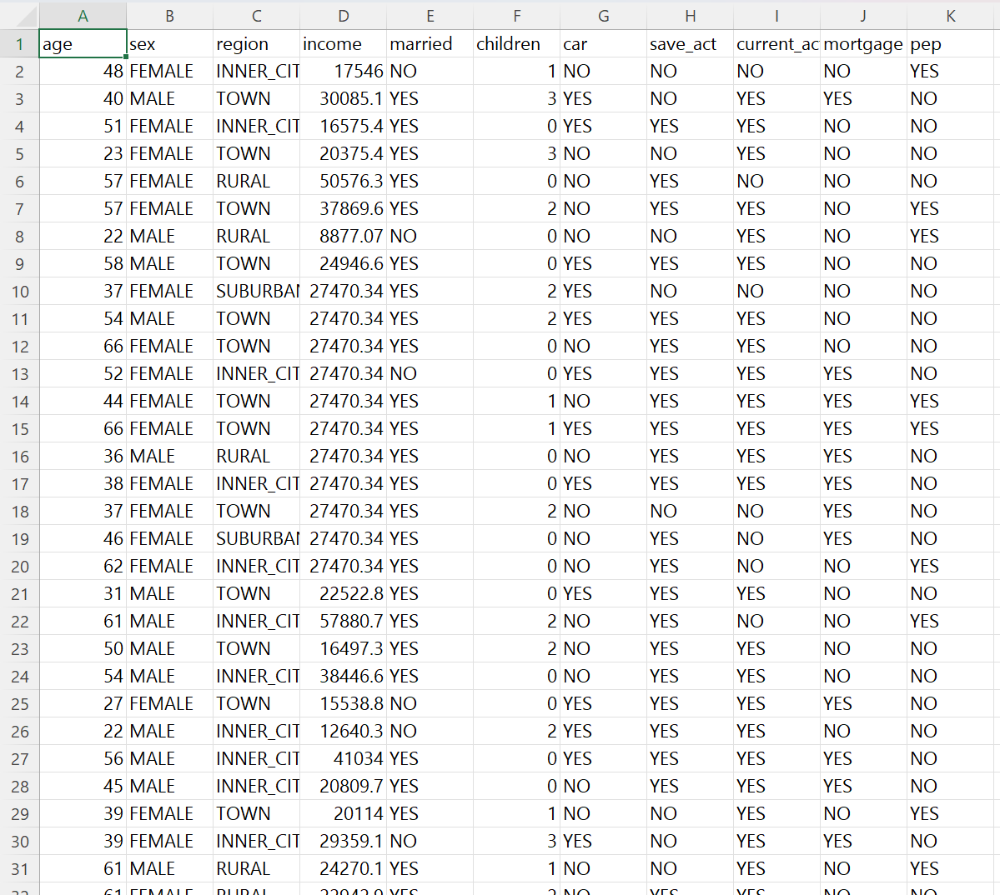 A B C D E F G H I J K
1 age sex region income married children car save_act current_ac mortgage pep
2 48 FEMALE INNER_CIT 17546 NO 1 NO NO NO NO YES
3 40 MALE TOWN 30085.1 YES 3 YES NO YES YES NO
4 51 FEMALE INNER_CIT 16575.4 YES 0 YES YES YES NO NO
5 23 FEMALE TOWN 20375.4 YES 3 NO NO YES NO NO
6 57 FEMALE RURAL 50576.3 YES 0 NO YES NO NO NO
7 57 FEMALE TOWN 37869.6 YES 2 NO YES YES NO YES
8 22 MALE RURAL 8877.07 NO 0 NO NO YES NO YES
9 58 MALE TOWN 24946.6 YES 0 YES YES YES NO NO
10 37 FEMALE SUBURBAN 27470.34 YES 2 YES NO NO NO NO
11 54 MALE TOWN 27470.34 YES 2 YES YES YES NO NO
12 66 FEMALE TOWN 27470.34 YES 0 NO YES YES NO NO
13 52 FEMALE INNER_CIT 27470.34 NO 0 YES YES YES YES NO
14 44 FEMALE TOWN 27470.34 YES 1 NO YES YES YES YES
15 66 FEMALE TOWN 27470.34 YES 1 YES YES YES YES YES
16 36 MALE RURAL 27470.34 YES 0 NO YES YES YES NO
17 38 FEMALE INNER_CIT 27470.34 YES 0 YES YES YES YES NO
18 37 FEMALE TOWN 27470.34 YES 2 NO NO NO YES NO
19 46 FEMALE SUBURBAN 27470.34 YES 0 NO YES NO YES NO
20 62 FEMALE INNER_CIT 27470.34 YES 0 NO YES NO NO YES
21 31 MALE TOWN 22522.8 YES 0 YES YES YES NO NO
22 61 MALE INNER_CIT 57880.7 YES 2 NO YES NO NO YES
23 50 MALE TOWN 16497.3 YES 2 NO YES YES NO NO
24 54 MALE INNER_CIT 38446.6 YES 0 NO YES YES NO NO
25 27 FEMALE TOWN 15538.8 NO 0 YES YES YES YES NO
26 22 MALE INNER_CIT 12640.3 NO 2 YES YES YES NO NO
27 56 MALE INNER_CIT 41034 YES 0 YES YES YES YES NO
28 45 MALE INNER_CIT 20809.7 YES 0 NO YES YES YES NO
29 39 FEMALE TOWN 20114 YES 1 NO NO YES NO YES
30 39 FEMALE INNER_CIT 29359.1 NO 3 YES NO YES YES NO
31 61 MALE RURAL 24270.1 YES 1 NO NO YES NO YES